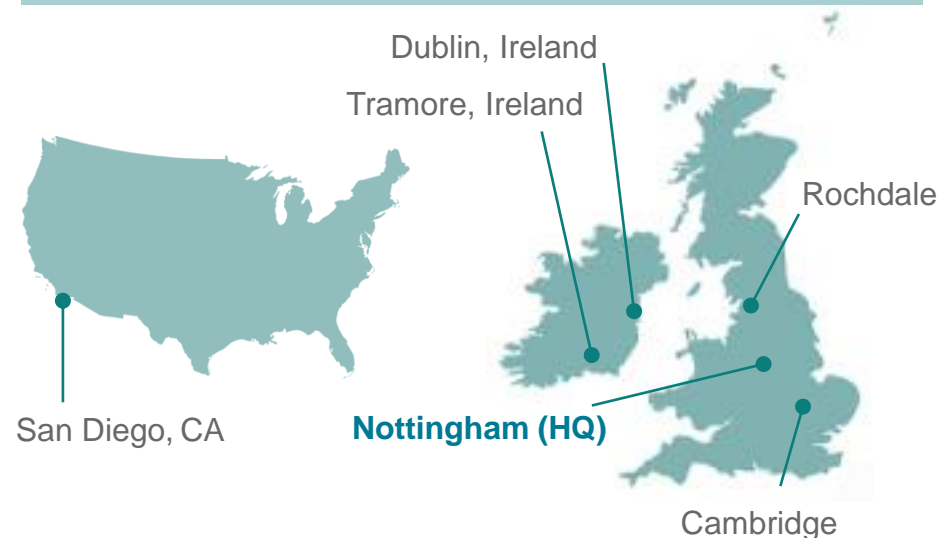 Dublin, Ireland
Tramore, Ireland
Rochdale
San Diego, CA
Nottingham (HQ)
Cambridge